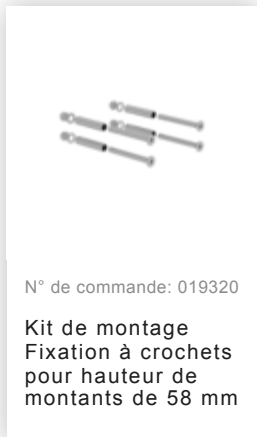 N° de commande: 019320
Kit de montage
Fixation à crochets
pour hauteur de
montants de 58 mm